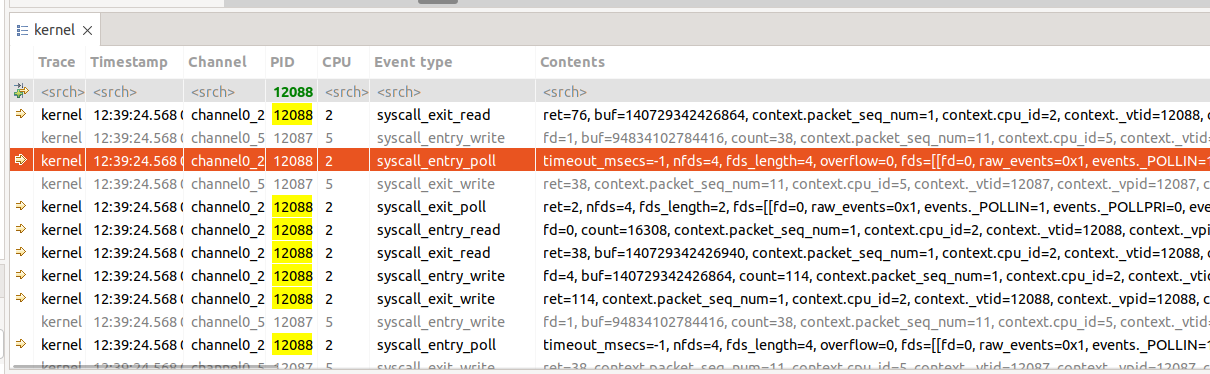 kernel
Trace Timestamp Channel PID CPU Event type Contents
<srch> <srch> <srch> 12088 <srch> <srch> <srch>
kernel 12:39:24.568 channel0_2 12088 2 syscall_exit_read ret=76, buf=140729342426864, context.packet_seq_num=1, context.cpu_id=2, context._vtid=12088,
kernel 12:39:24.568 channel0_5 12087 5 syscall_entry_write fd=1, buf=94834102784416, count=38, context.packet_seq_num=11, context.cpu_id=5, context._vtid
kernel 12:39:24.568 channel0_2 12088 2 syscall_entry_poll timeout_msecs=-1, nfds=4, fds_length=4, overflow=0, fds=[[fd=0, raw_events=0x1, events._POLLIN=1
kernel 12:39:24.568 channel0_5 12087 5 syscall_exit_write ret=38, context.packet_seq_num=11, context.cpu_id=5, context._vtid=12087, context._vpid=12087,
kernel 12:39:24.568 channel0_2 12088 2 syscall_exit_poll ret=2, nfds=4, fds_length=2, fds=[[fd=0, raw_events=0x1, events._POLLIN=1, events._POLLPRI=0,
kernel 12:39:24.568 channel0_2 12088 2 syscall_entry_read fd=0, count=16308, context.packet_seq_num=1, context.cpu_id=2, context._vtid=12088, context._vpi
kernel 12:39:24.568 channel0_2 12088 2 syscall_exit_read ret=38, buf=140729342426940, context.packet_seq_num=1, context.cpu_id=2, context._vtid=12088,
kernel 12:39:24.568 channel0_2 12088 2 syscall_entry_write fd=4, buf=140729342426864, count=114, context.packet_seq_num=1, context.cpu_id=2, context._vti
kernel 12:39:24.568 channel0_2 12088 2 syscall_exit_write ret=114, context.packet_seq_num=1, context.cpu_id=2, context._vtid=12088, context._vpid=12088,
kernel 12:39:24.568 channel0_5 12087 5 syscall_entry_write fd=1, buf=94834102784416, count=38, context.packet_seq_num=11, context.cpu_id=5, context._vtid
kernel 12:39:24.568 channel0_2 12088 2 syscall_entry_poll timeout_msecs=-1, nfds=4, fds_length=4, overflow=0, fds=[[fd=0, raw_events=0x1, events._POLLIN=1